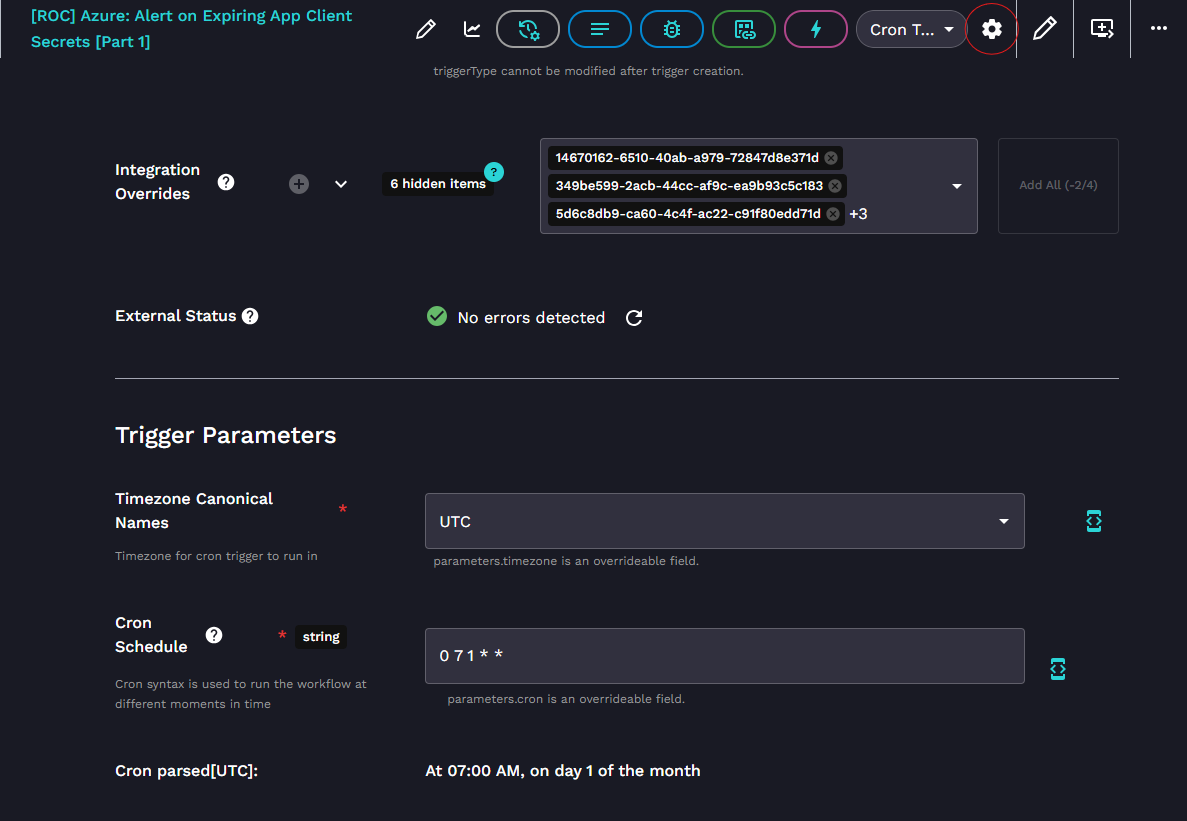 [ROC] Azure: Alert on Expiring App Client
Secrets [Part 1]
Cron T...
triggerType cannot be modified after trigger creation.
Integration
Overrides
6 hidden items
14670162-6510-40ab-a979-72847d8e371d
349be599-2acb-44cc-af9c-ea9b93c5c183
5d6c8db9-ca60-4c4f-ac22-c91f80edd71d +3
Add All (-2/4)
External Status
No errors detected
Trigger Parameters
Timezone Canonical
Names
*
Timezone for cron trigger to run in
UTC
parameters.timezone is an overrideable field.
Cron
Schedule
* string
Cron syntax is used to run the workflow at
different moments in time
0 7 1 * *
parameters.cron is an overrideable field.
Cron parsed[UTC]:
At 07:00 AM, on day 1 of the month